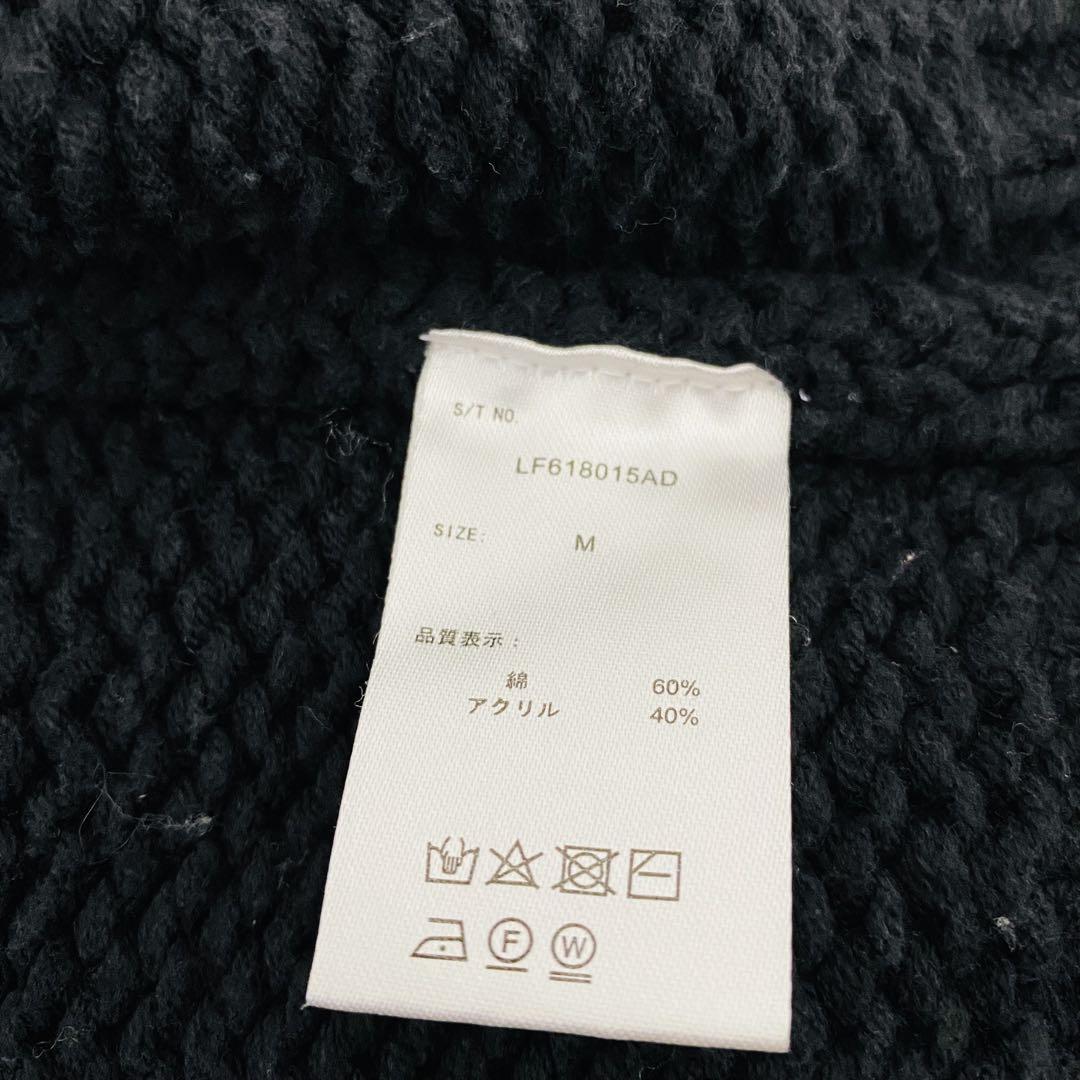 S/T NO.
LF618015AD
SIZE: M
品質表示：
綿 60%
アクリル 40%
F W